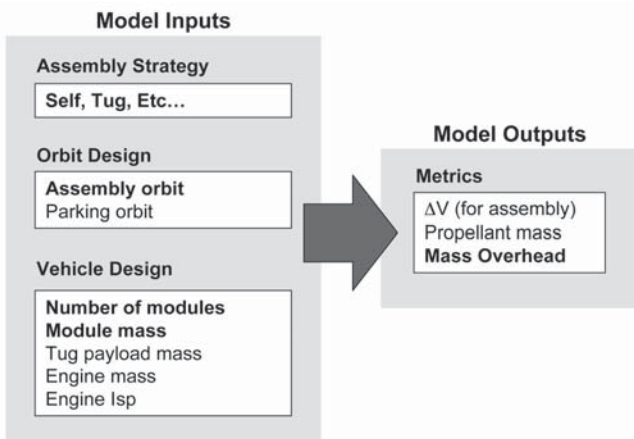 Model Inputs
Assembly Strategy
Self, Tug, Etc…
Orbit Design
Assembly orbit
Parking orbit
Vehicle Design
Number of modules
Module mass
Tug payload mass
Engine mass
Engine Isp
Model Outputs
Metrics
ΔV (for assembly)
Propellant mass
Mass Overhead